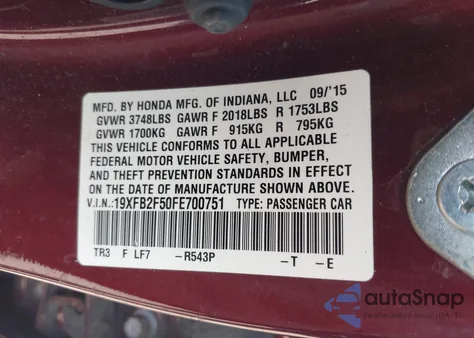 MFD. BY HONDA MFG. OF INDIANA, LLC 09/'15
GVWR 3748LBS GAWR F 2018LBS R 1753LBS
GVWR 1700KG GAWR F 915KG R 795KG
THIS VEHICLE CONFORMS TO ALL APPLICABLE
FEDERAL MOTOR VEHICLE SAFETY, BUMPER,
AND THEFT PREVENTION STANDARDS IN EFFECT
ON THE DATE OF MANUFACTURE SHOWN ABOVE.
V.I.N.:19XFB2F50FE700751 TYPE: PASSENGER CAR
TR3 F LF7 -R543P -T -E
autoSnap